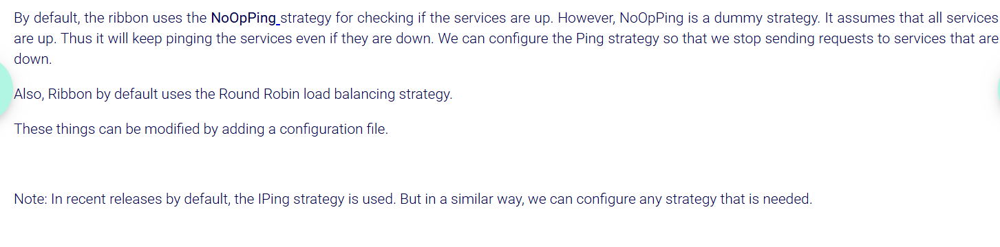 By default, the ribbon uses the NoOpPing_strategy for checking if the services are up. However, NoOpPing is a dummy strategy. It assumes that all services
are up. Thus it will keep pinging the services even if they are down. We can configure the Ping strategy so that we stop sending requests to services that are
down.
Also, Ribbon by default uses the Round Robin load balancing strategy.
These things can be modified by adding a configuration file.
Note: In recent releases by default, the IPing strategy is used. But in a similar way, we can configure any strategy that is needed.